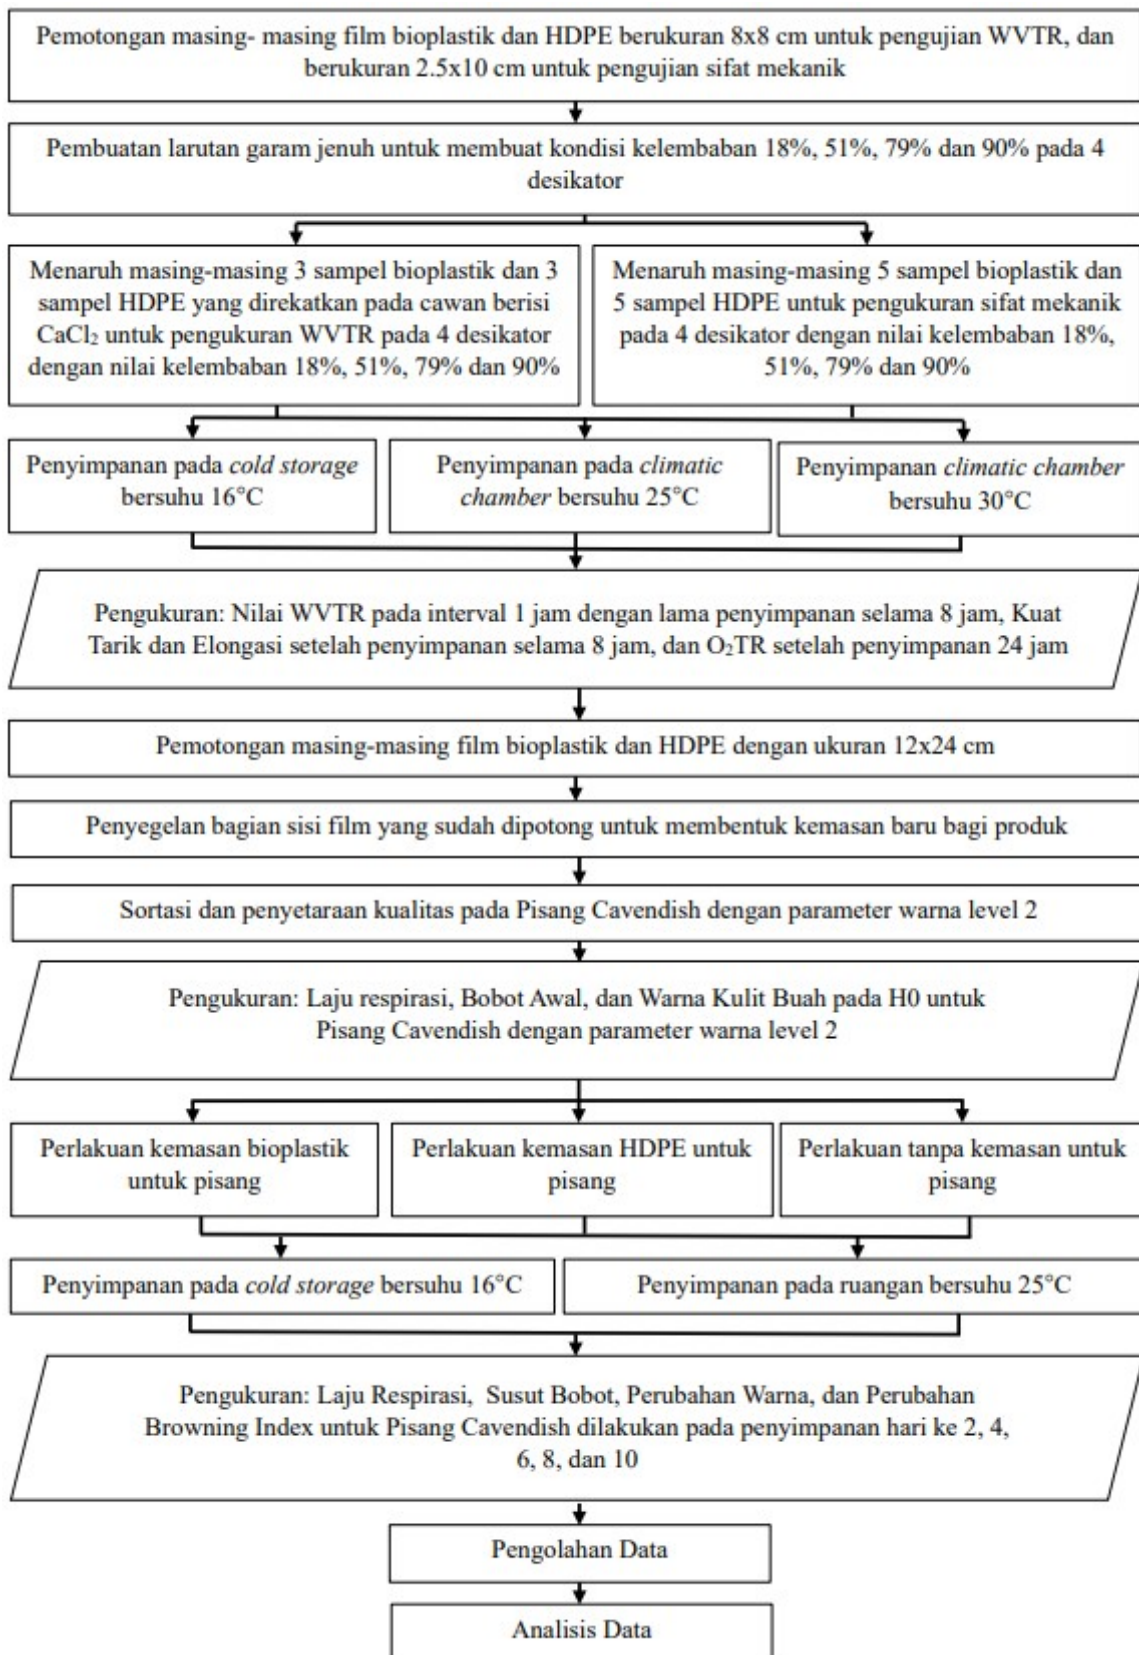 Pemotongan masing- masing film bioplastik dan HDPE berukuran 8x8 cm untuk pengujian WVTR, dan
berukuran 2.5x10 cm untuk pengujian sifat mekanik
Pembuatan larutan garam jenuh untuk membuat kondisi kelembaban 18%, 51%, 79% dan 90% pada 4
desikator
Menaruh masing-masing 3 sampel bioplastik dan 3
sampel HDPE yang direkatkan pada cawan berisi
CaCl₂ untuk pengukuran WVTR pada 4 desikator
dengan nilai kelembaban 18%, 51%, 79% dan 90%
Menaruh masing-masing 5 sampel bioplastik dan
5 sampel HDPE untuk pengukuran sifat mekanik
pada 4 desikator dengan nilai kelembaban 18%,
51%, 79% dan 90%
Penyimpanan pada cold storage
bersuhu 16°C
Penyimpanan pada climatic
chamber bersuhu 25°C
Penyimpanan climatic chamber
bersuhu 30°C
Pengukuran: Nilai WVTR pada interval 1 jam dengan lama penyimpanan selama 8 jam, Kuat
Tarik dan Elongasi setelah penyimpanan selama 8 jam, dan O₂TR setelah penyimpanan 24 jam
Pemotongan masing-masing film bioplastik dan HDPE dengan ukuran 12x24 cm
Penyegelan bagian sisi film yang sudah dipotong untuk membentuk kemasan baru bagi produk
Sortasi dan penyetaraan kualitas pada Pisang Cavendish dengan parameter warna level 2
Pengukuran: Laju respirasi, Bobot Awal, dan Warna Kulit Buah pada H0 untuk
Pisang Cavendish dengan parameter warna level 2
Perlakuan kemasan bioplastik
untuk pisang
Perlakuan kemasan HDPE untuk
pisang
Perlakuan tanpa kemasan untuk
pisang
Penyimpanan pada cold storage bersuhu 16°C
Penyimpanan pada ruangan bersuhu 25°C
Pengukuran: Laju Respirasi, Susut Bobot, Perubahan Warna, dan Perubahan
Browning Index untuk Pisang Cavendish dilakukan pada penyimpanan hari ke 2, 4,
6, 8, dan 10
Pengolahan Data
Analisis Data